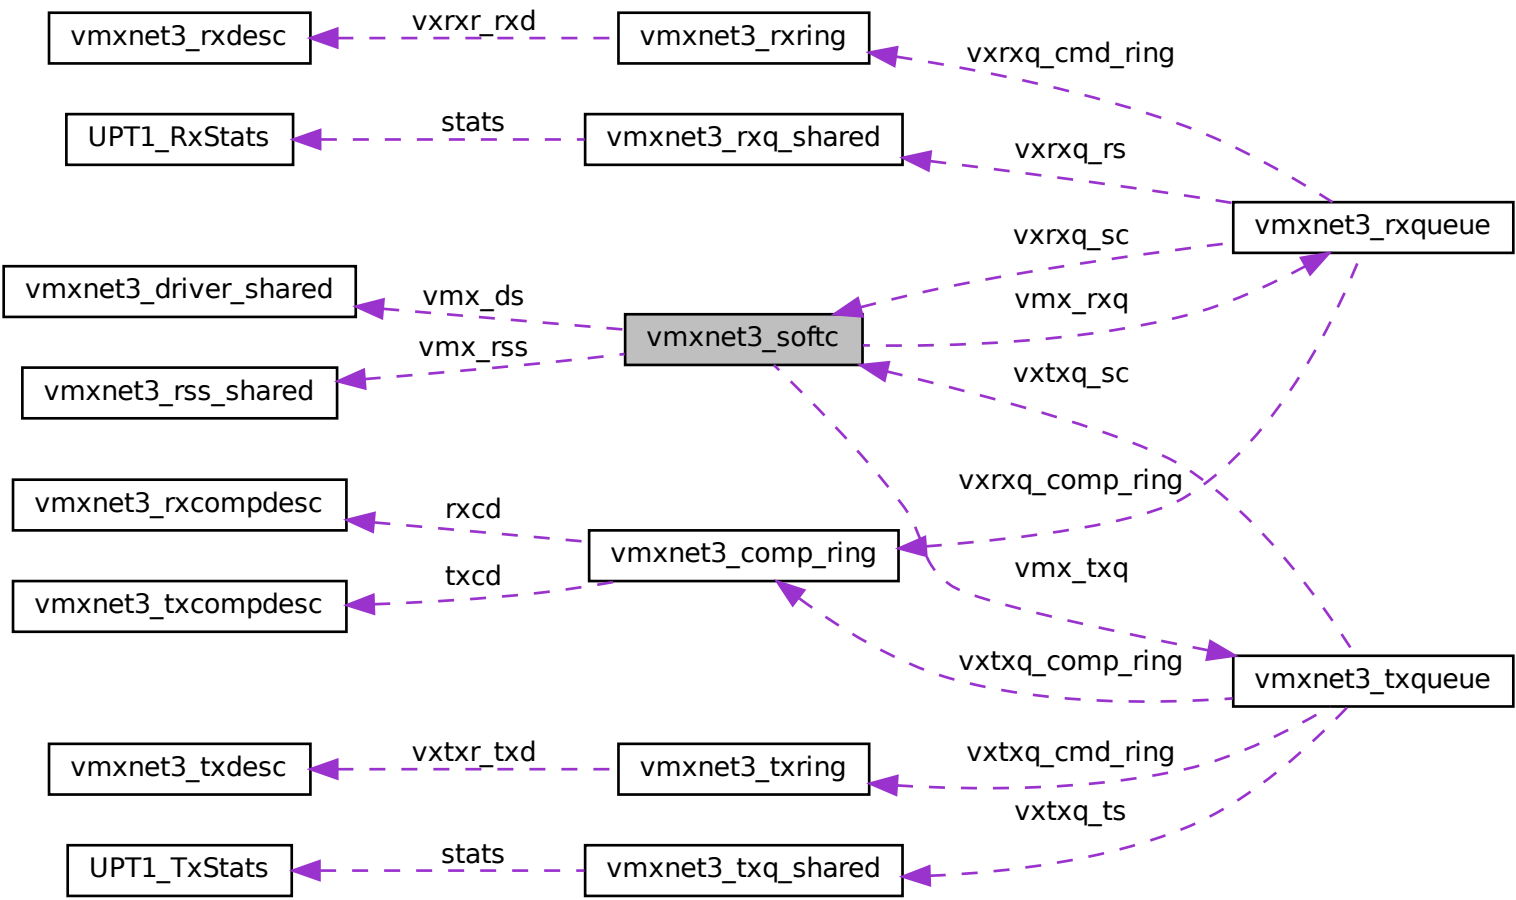 vmxnet3_rxdesc
vxrxr_rxd
vmxnet3_rxring
vxrxq_cmd_ring
UPT1_RxStats
stats
vmxnet3_rxq_shared
vxrxq_rs
vmxnet3_rxqueue
vxrxq_sc
vmxnet3_driver_shared
vmx_ds
vmx_rxq
vmxnet3_softc
vmx_rss
vmxnet3_rss_shared
vxtxq_sc
vxrxq_comp_ring
vmxnet3_rxcompdesc
rxcd
vmxnet3_comp_ring
vmx_txq
txcd
vmxnet3_txcompdesc
vxtxq_comp_ring
vmxnet3_txqueue
vmxnet3_txdesc
vxtxr_txd
vmxnet3_txring
vxtxq_cmd_ring
vxtxq_ts
UPT1_TxStats
stats
vmxnet3_txq_shared